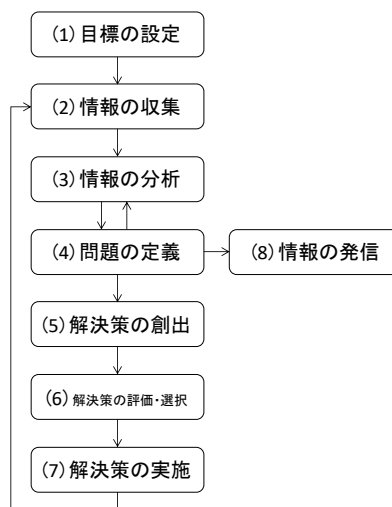 (1) 目標の設定
(2) 情報の収集
(3) 情報の分析
(4) 問題の定義
(8) 情報の発信
(5) 解決策の創出
(6) 解決策の評価・選択
(7) 解決策の実施